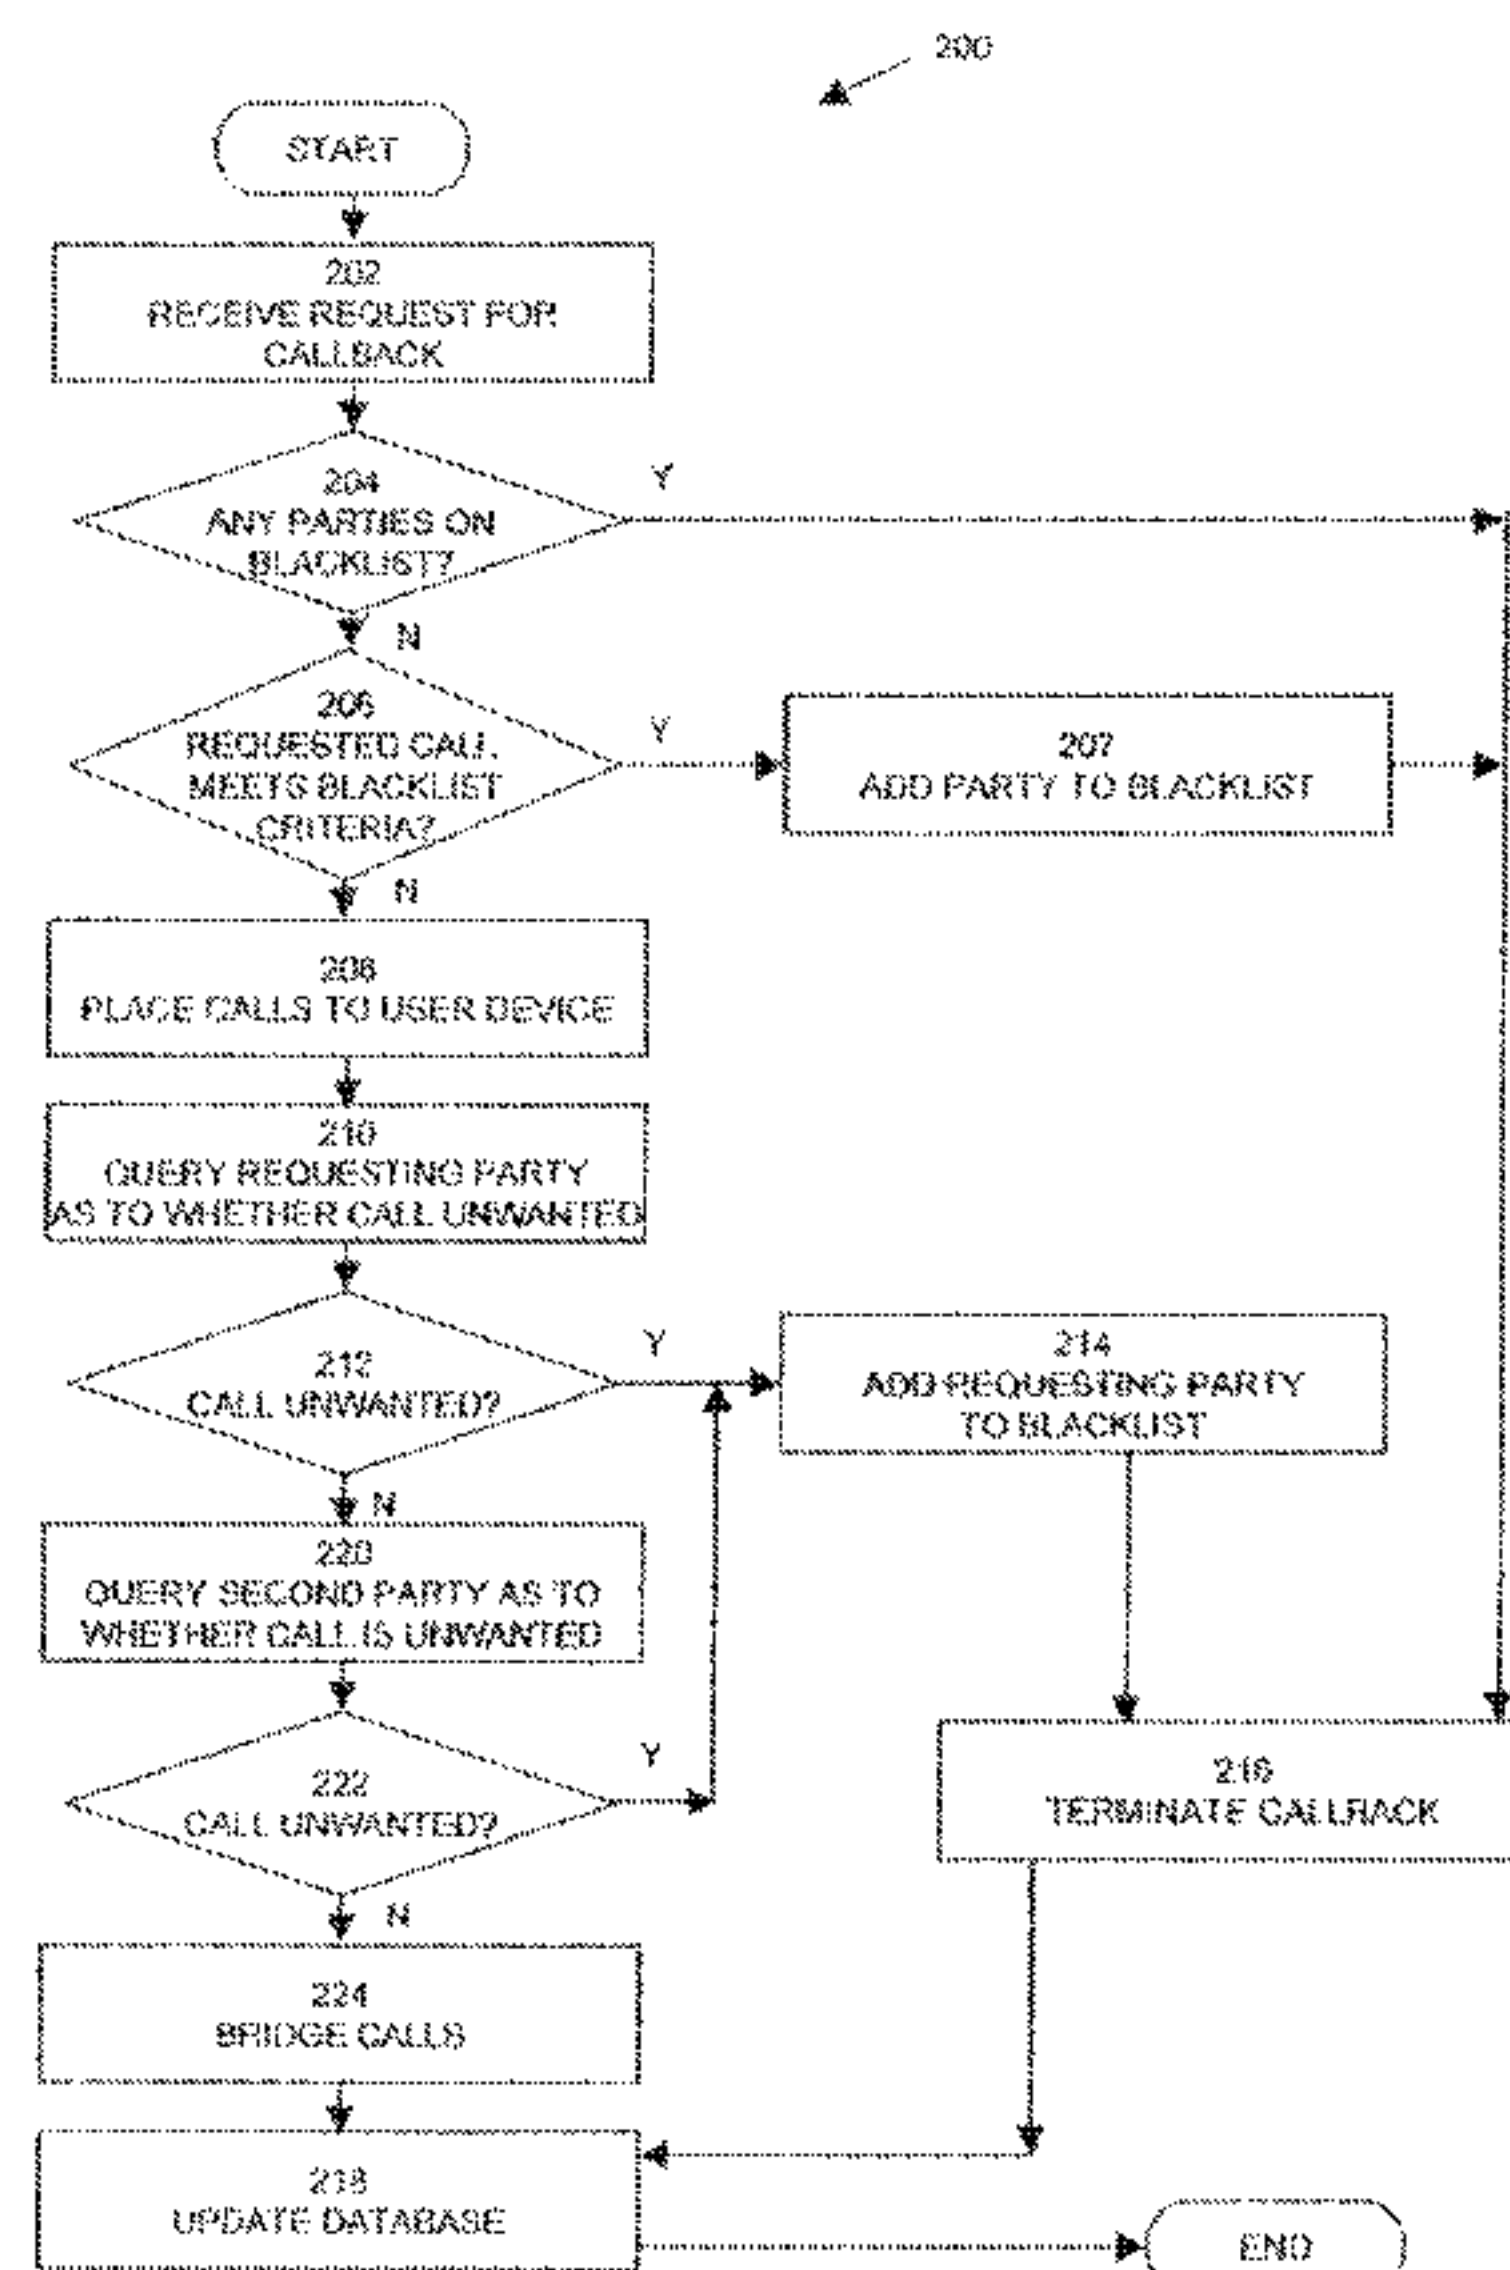 200
START
202
RECEIVE REQUEST FOR
CALLBACK
204
ANY PARTIES ON
BLACKLIST?
Y
N
206
REQUESTED CALL
MEETS BLACKLIST
CRITERIA?
Y
207
ADD PARTY TO BLACKLIST
N
208
PLACE CALLS TO USER DEVICE
210
QUERY REQUESTING PARTY
AS TO WHETHER CALL UNWANTED
212
CALL UNWANTED?
Y
214
ADD REQUESTING PARTY
TO BLACKLIST
N
220
QUERY SECOND PARTY AS TO
WHETHER CALL IS UNWANTED
222
CALL UNWANTED?
Y
216
TERMINATE CALLBACK
N
224
BRIDGE CALLS
218
UPDATE DATABASE
END